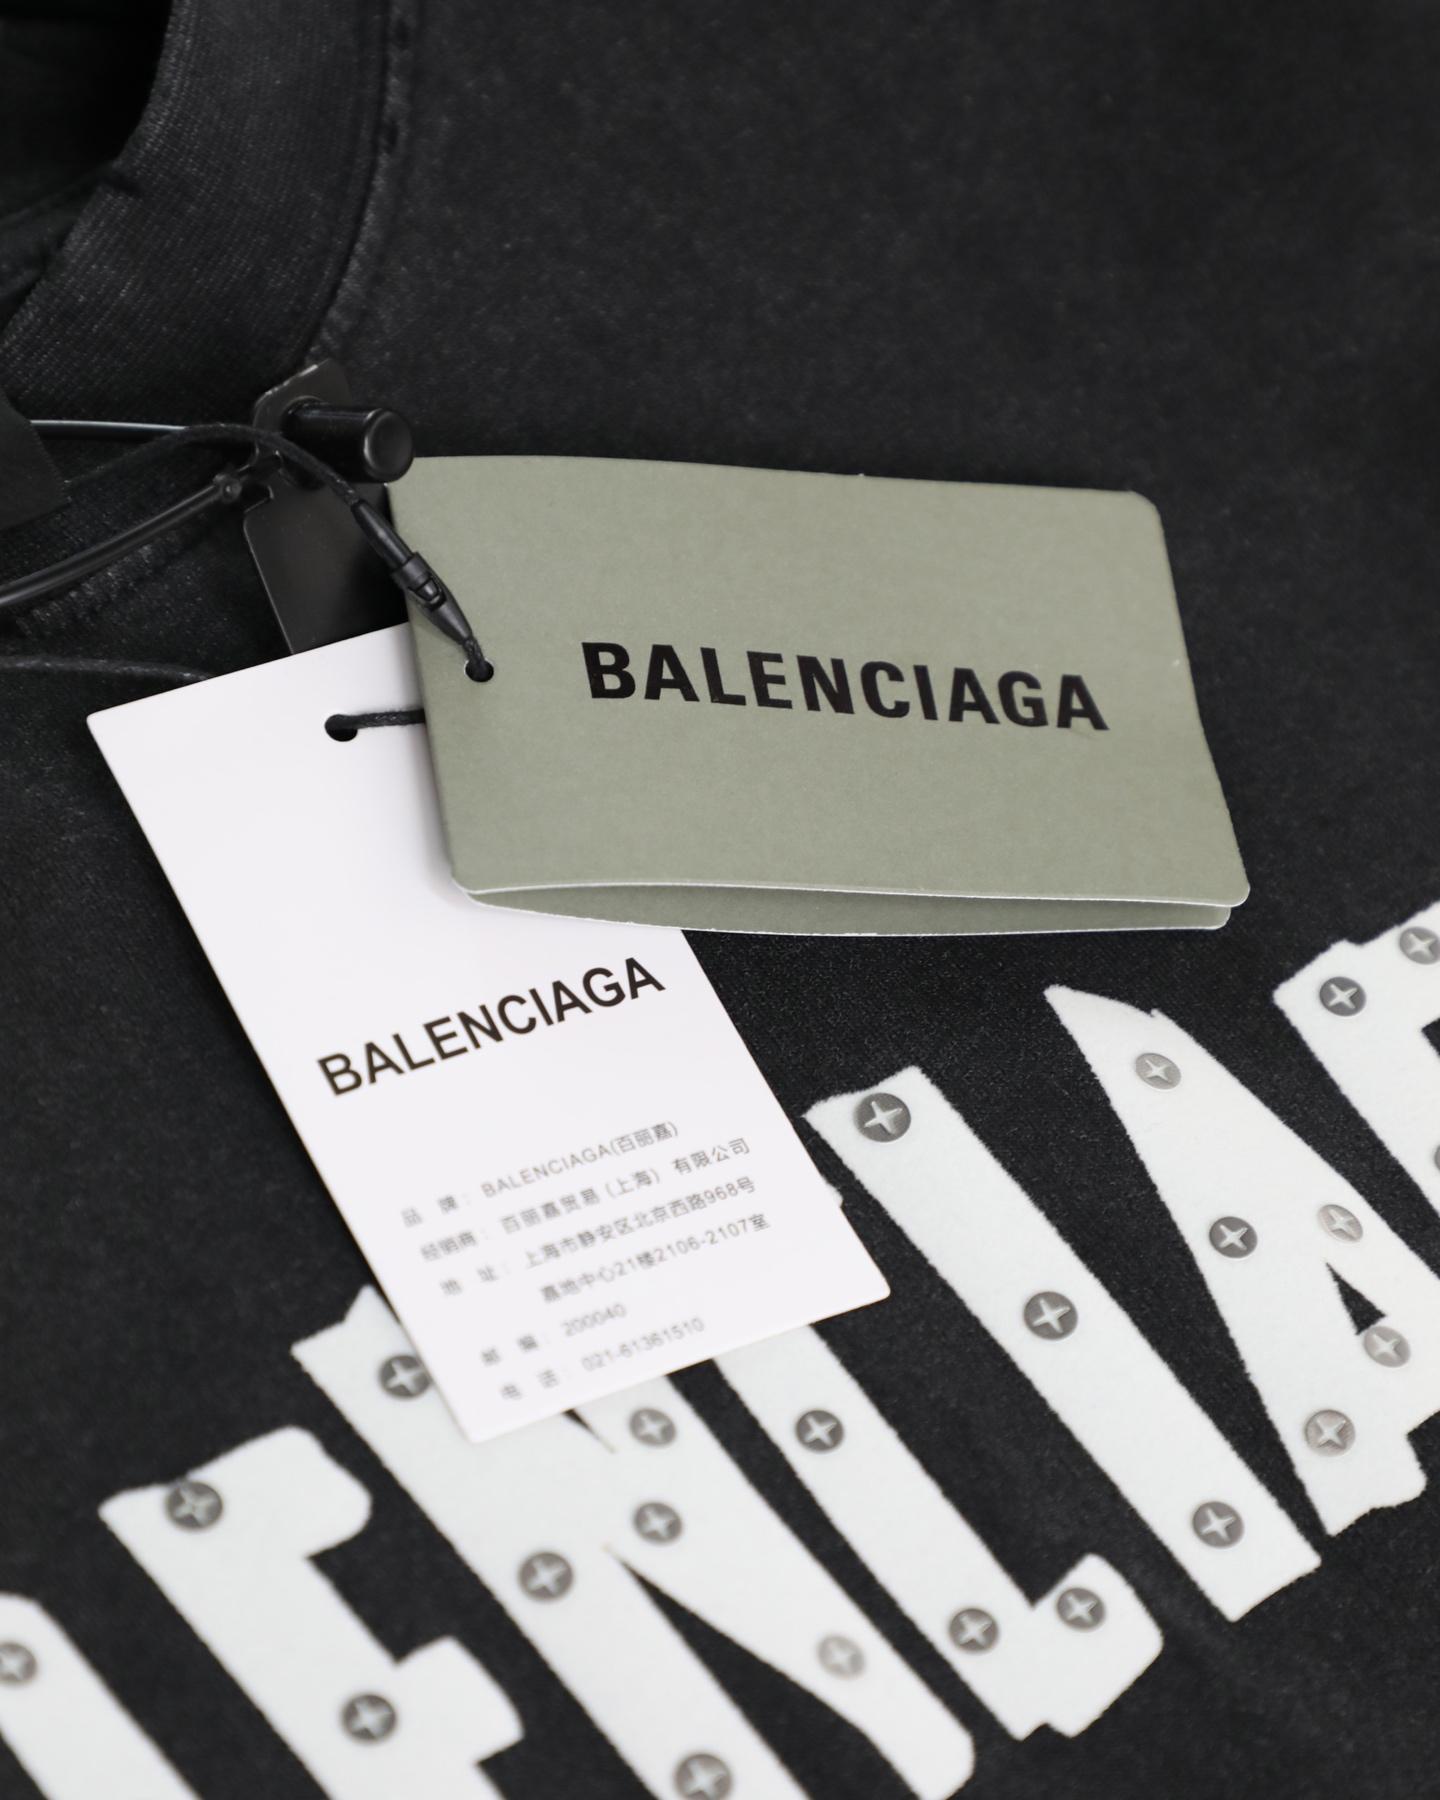 BALENCIAGA
BALENCIAGA
品 牌： BALENCIAGA(百丽嘉)
经销商： 百丽嘉贸易（上海）有限公司
地 址： 上海市静安区北京西路968号
嘉地中心21楼2106-2107室
邮 编： 200040
电 话： 021-61361510
ENCIA